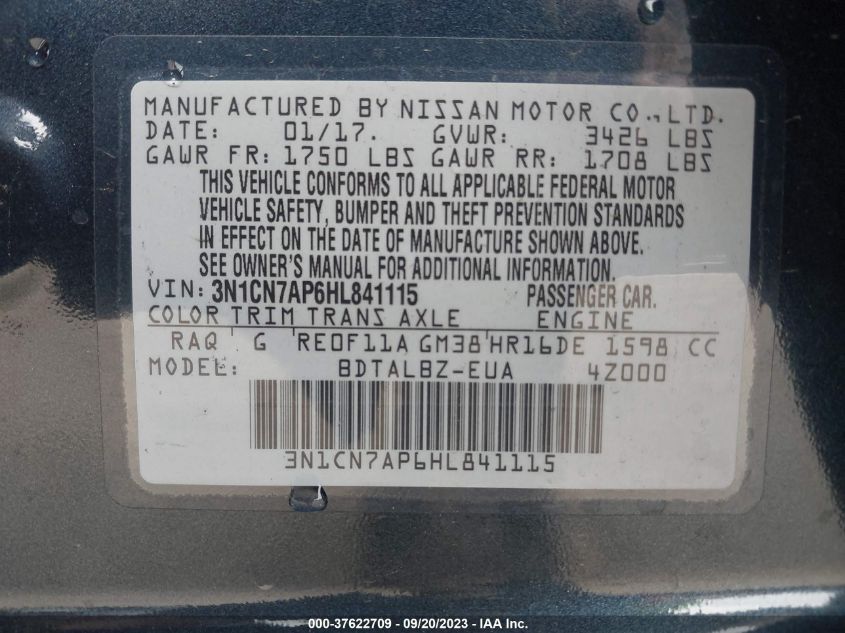 MANUFACTURED BY NISSAN MOTOR CO., LTD.
DATE: 01/17. GVWR: 3426 LBS
GAWR FR: 1750 LBS GAWR RR: 1708 LBS
THIS VEHICLE CONFORMS TO ALL APPLICABLE FEDERAL MOTOR
VEHICLE SAFETY, BUMPER AND THEFT PREVENTION STANDARDS
IN EFFECT ON THE DATE OF MANUFACTURE SHOWN ABOVE.
SEE OWNER'S MANUAL FOR ADDITIONAL INFORMATION.
VIN: 3N1CN7AP6HL841115 PASSENGER CAR.
COLOR TRIM TRANS AXLE ENGINE
RAQ G RE0F11A GM38 HR16DE 1598 CC
MODEL: BDTALBZ-EUA 4Z000
3N1CN7AP6HL841115
000-37622709 - 09/20/2023 - IAA Inc.